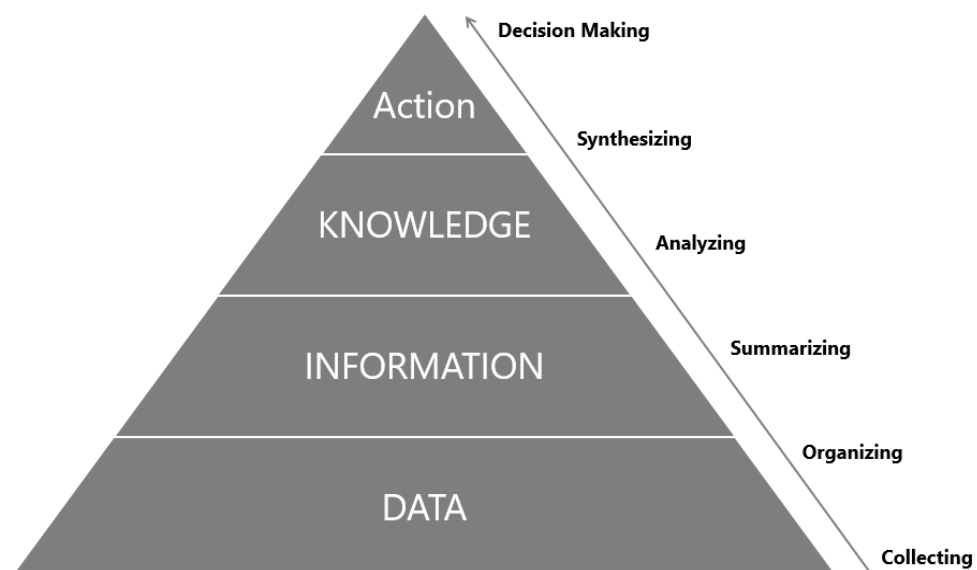 Decision Making
Action
Synthesizing
KNOWLEDGE
Analyzing
Summarizing
INFORMATION
Organizing
DATA
Collecting